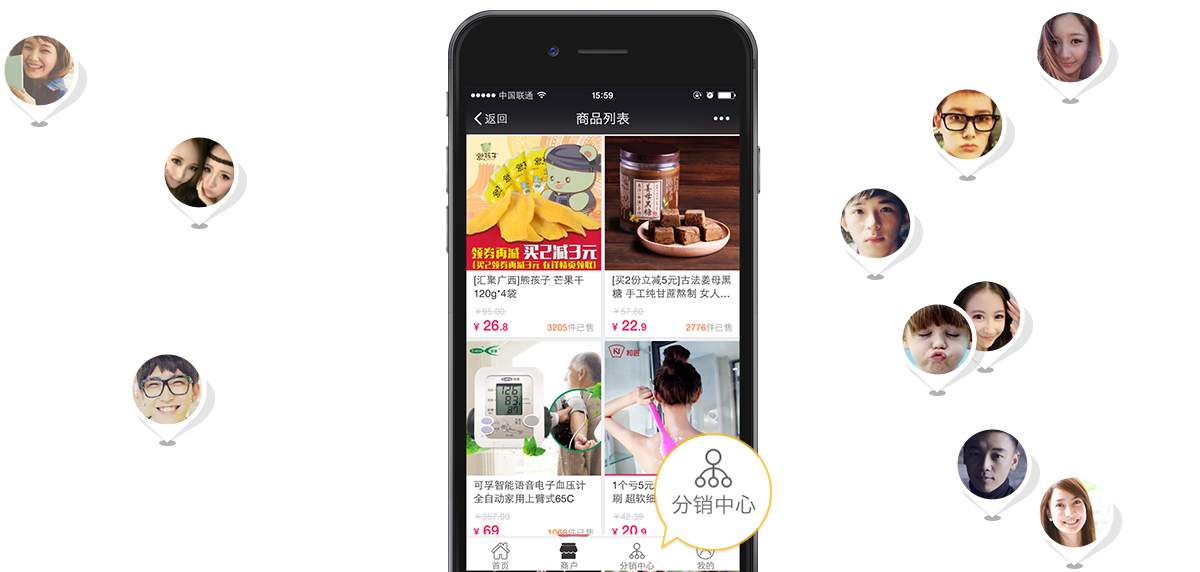 中国联通
15:59
返回
商品列表
熊孩子
领券再减 买2减3元
[买2领券再减3元 在详情页领取]
姜母黑糖
[汇聚广西]熊孩子 芒果干
120g*4袋
¥95.00
¥ 26.8
3205件已售
[买2份立减5元]古法姜母黑
糖 手工纯甘蔗熬制 女人...
¥57.60
¥ 22.9
2776件已售
和匠
可孚智能语音电子血压计
全自动家用上臂式65C
¥357.00
¥ 69
1068件已售
1个亏5元
刷 超软细
¥42.39
¥ 20.9
分销中心
首页
商户
分销中心
我的